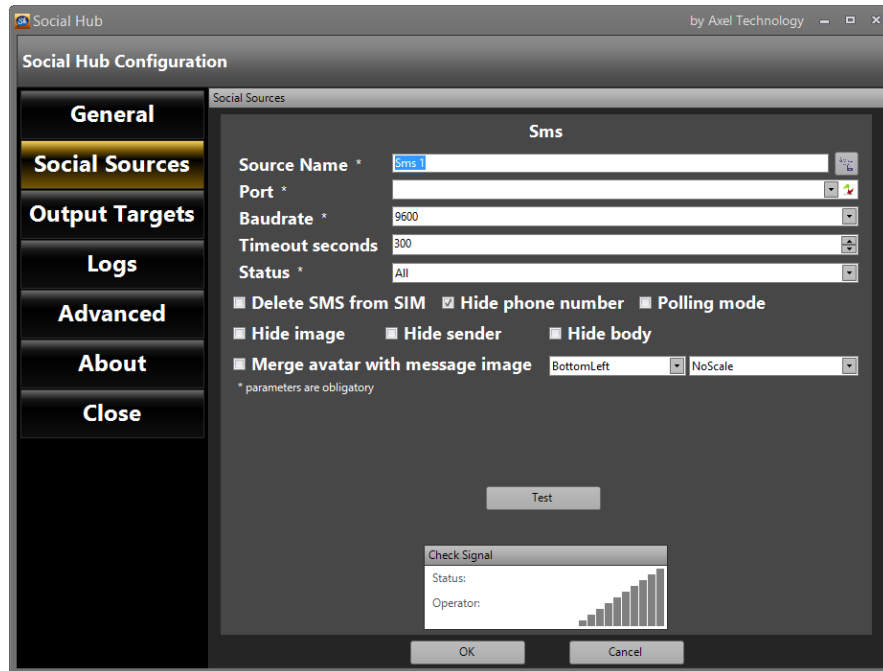 Social Hub by Axel Technology
Social Hub Configuration
General
Social Sources
Output Targets
Logs
Advanced
About
Close
Social Sources
Sms
Source Name * Sms 1
Port *
Baudrate * 9600
Timeout seconds 300
Status * All
Delete SMS from SIM Hide phone number Polling mode
Hide image Hide sender Hide body
Merge avatar with message image BottomLeft NoScale
* parameters are obligatory
Test
Check Signal
Status:
Operator:
OK Cancel